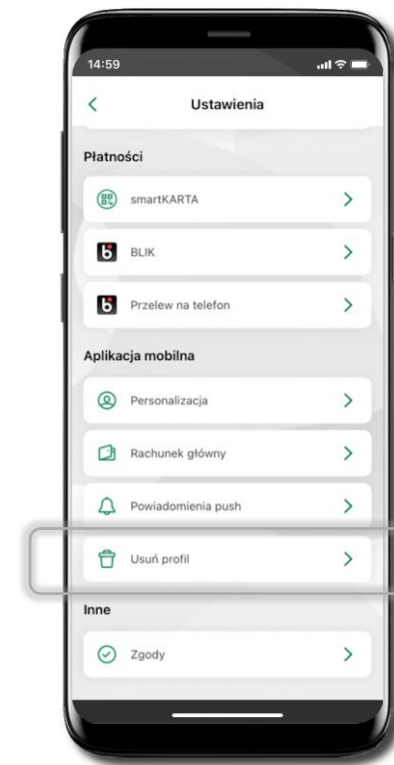 14:59
Ustawienia
Płatności
smartKARTA
BLIK
Przelew na telefon
Aplikacja mobilna
Personalizacja
Rachunek główny
Powiadomienia push
Usuń profil
Inne
Zgody